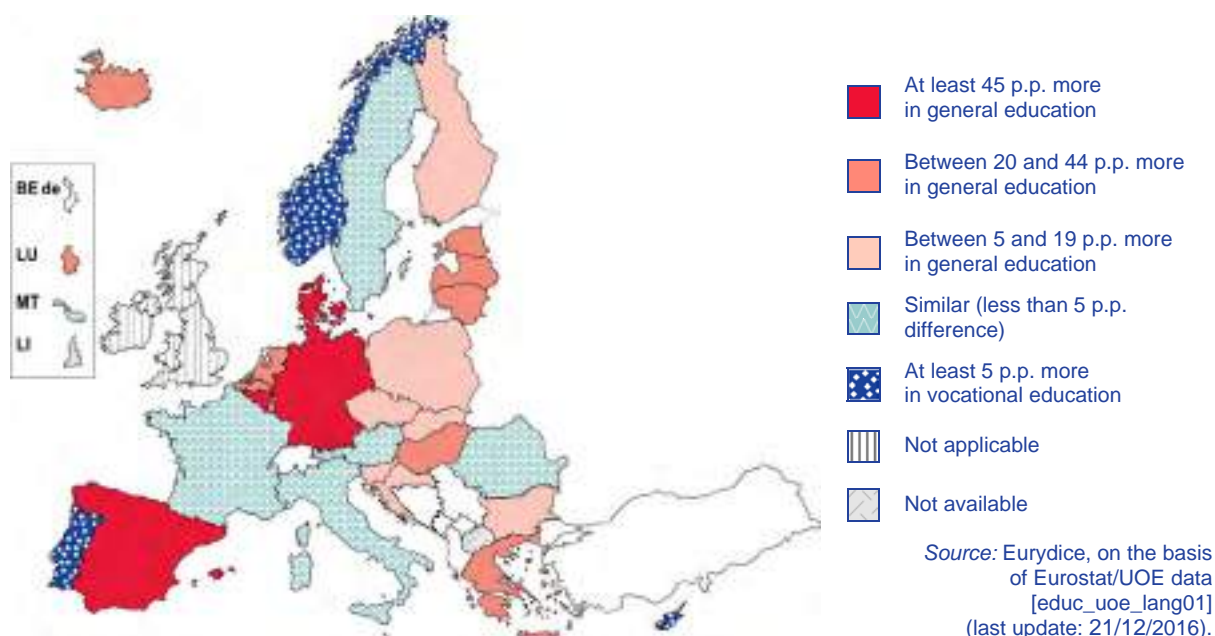 BE de
LU
MT
LI
At least 45 p.p. more
in general education
Between 20 and 44 p.p. more
in general education
Between 5 and 19 p.p. more
in general education
Similar (less than 5 p.p.
difference)
At least 5 p.p. more
in vocational education
Not applicable
Not available
Source: Eurydice, on the basis
of Eurostat/UOE data
[educ_uoe_lang01]
(last update: 21/12/2016).